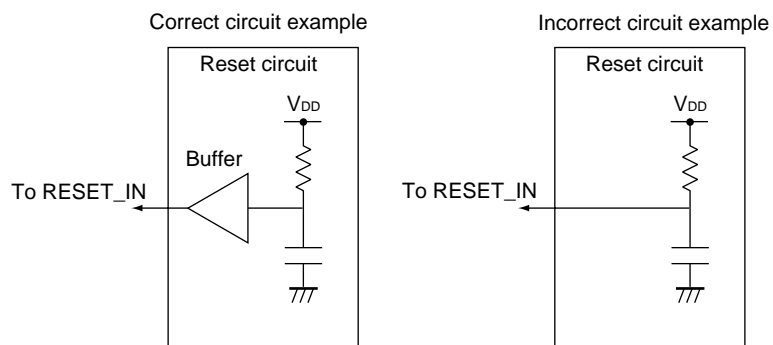 Correct circuit example
Reset circuit
VDD
Buffer
To RESET_IN
Incorrect circuit example
Reset circuit
VDD
To RESET_IN